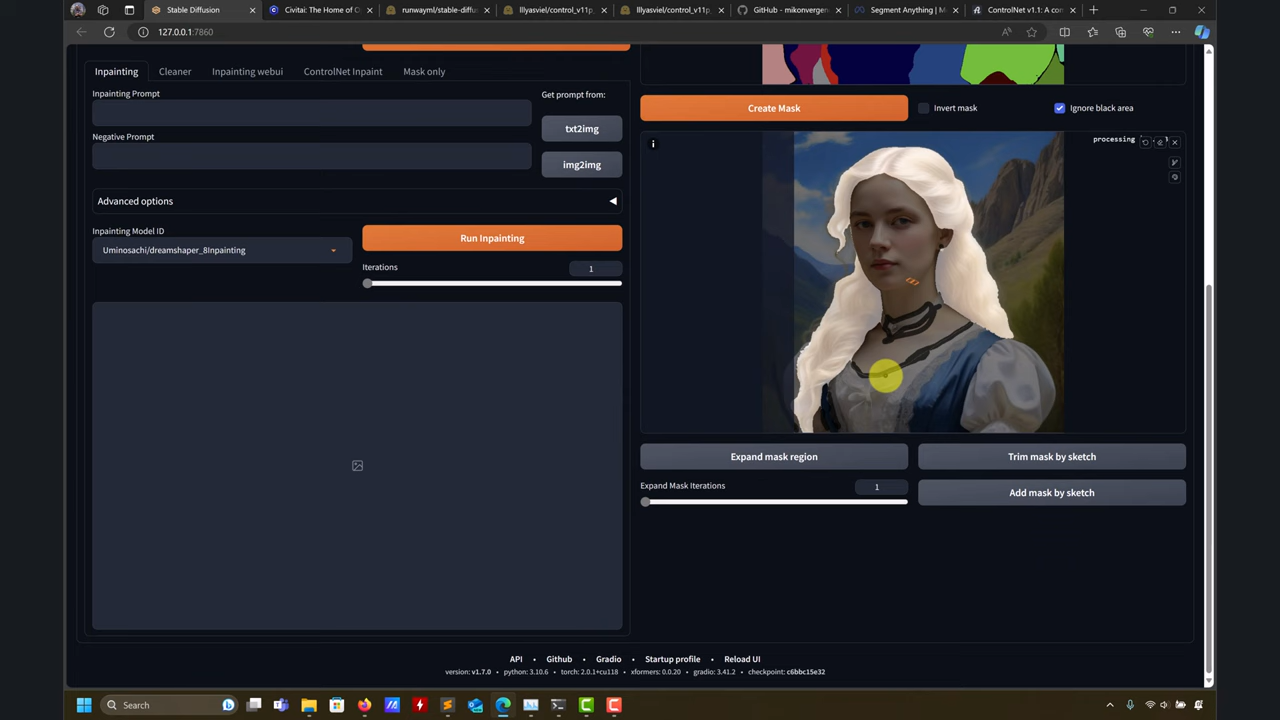 Stable Diffusion
Civitai: The Home of C
runwayml/stable-diffus
lllyasviel/control_v11p
lllyasviel/control_v11p
GitHub - mikonvergenc
Segment Anything | M
ControlNet v1.1: A con
127.0.0.1:7860
Inpainting
Cleaner
Inpainting webui
ControlNet Inpaint
Mask only
Inpainting Prompt
Get prompt from:
txt2img
Negative Prompt
img2img
Advanced options
Inpainting Model ID
Uminosachi/dreamshaper_8Inpainting
Run Inpainting
Iterations
1
Create Mask
Invert mask
Ignore black area
processing
Expand mask region
Trim mask by sketch
Expand Mask Iterations
1
Add mask by sketch
API • Github • Gradio • Startup profile • Reload UI
version: v1.7.0 • python: 3.10.6 • torch: 2.0.1+cu118 • xformers: 0.0.20 • gradio: 3.41.2 • checkpoint: c6bbc15e32
Search